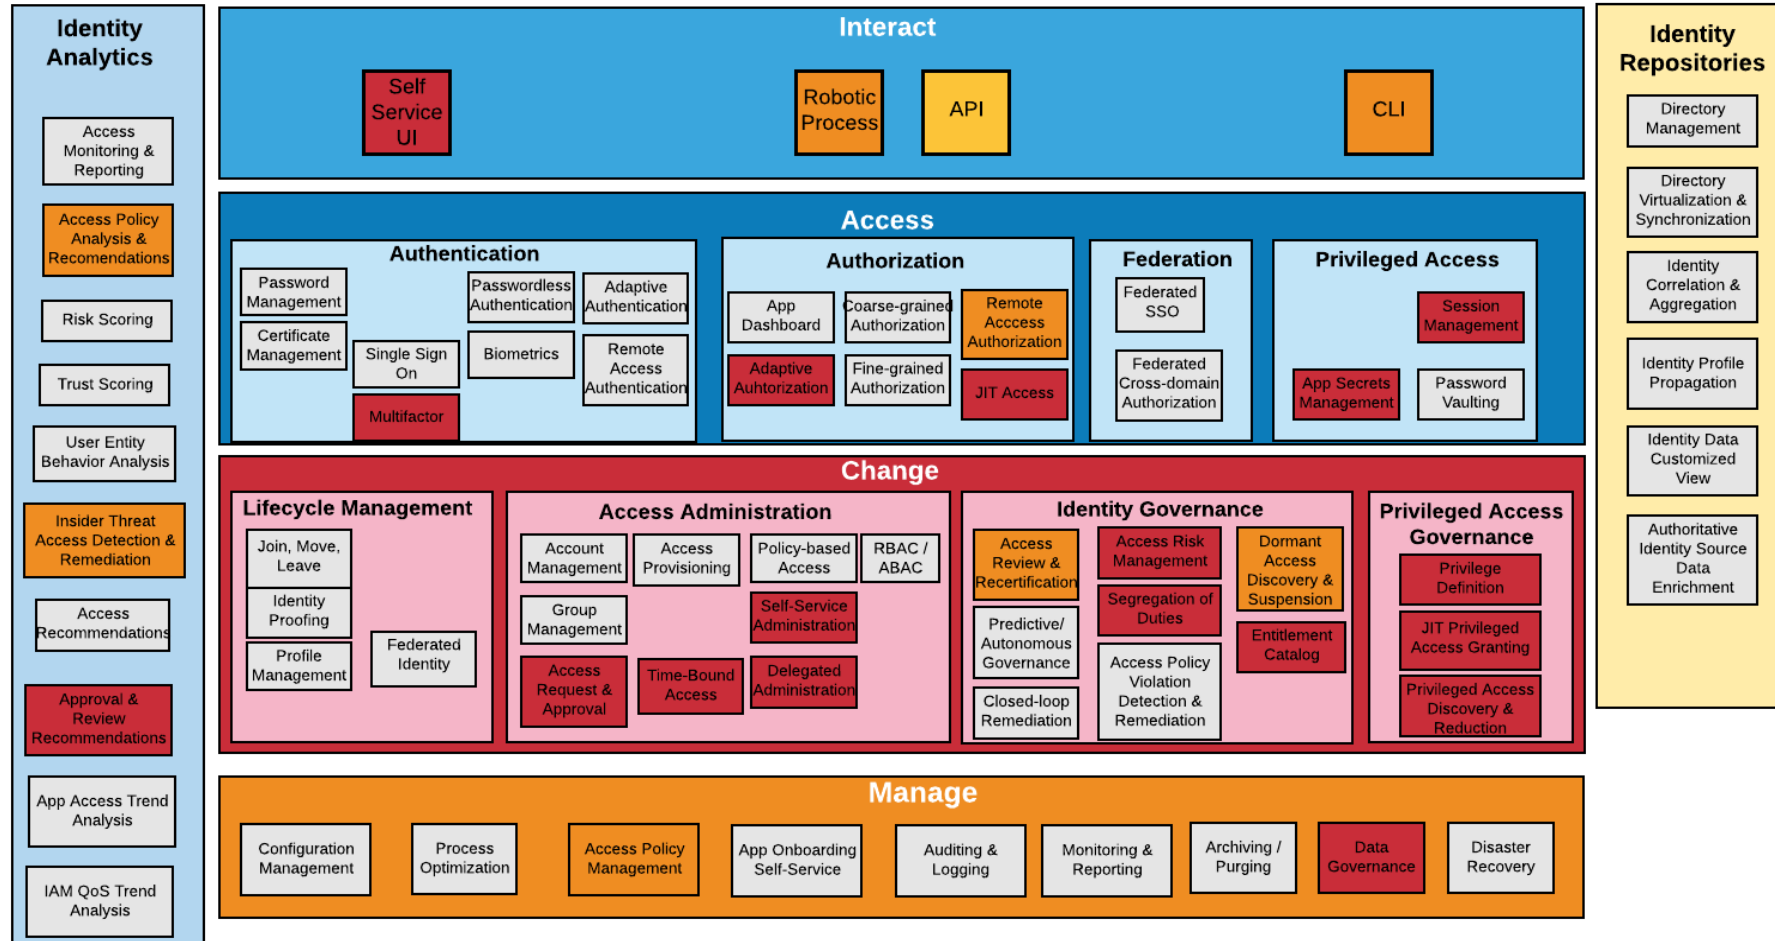 Identity
Analytics
Access
Monitoring &
Reporting
Access Policy
Analysis &
Recomendations
Risk Scoring
Trust Scoring
User Entity
Behavior Analysis
Insider Threat
Access Detection &
Remediation
Access
Recommendations
Approval &
Review
Recommendations
App Access Trend
Analysis
IAM QoS Trend
Analysis
Interact
Self
Service
UI
Robotic
Process
API
CLI
Access
Authentication
Password
Management
Certificate
Management
Single Sign
On
Multifactor
Passwordless
Authentication
Biometrics
Adaptive
Authentication
Remote
Access
Authentication
Authorization
App
Dashboard
Coarse-grained
Authorization
Remote
Acccess
Authorization
Adaptive
Auhtorization
Fine-grained
Authorization
JIT Access
Federation
Federated
SSO
Federated
Cross-domain
Authorization
Privileged Access
Session
Management
App Secrets
Management
Password
Vaulting
Change
Lifecycle Management
Join, Move,
Leave
Identity
Proofing
Profile
Management
Federated
Identity
Access Administration
Account
Management
Access
Provisioning
Policy-based
Access
RBAC /
ABAC
Group
Management
Self-Service
Administration
Access
Request &
Approval
Time-Bound
Access
Delegated
Administration
Identity Governance
Access
Review &
Recertification
Access Risk
Management
Dormant
Access
Discovery &
Suspension
Predictive/
Autonomous
Governance
Segregation of
Duties
Entitlement
Catalog
Closed-loop
Remediation
Access Policy
Violation
Detection &
Remediation
Privileged Access
Governance
Privilege
Definition
JIT Privileged
Access Granting
Privileged Access
Discovery &
Reduction
Manage
Configuration
Management
Process
Optimization
Access Policy
Management
App Onboarding
Self-Service
Auditing &
Logging
Monitoring &
Reporting
Archiving /
Purging
Data
Governance
Disaster
Recovery
Identity
Repositories
Directory
Management
Directory
Virtualization &
Synchronization
Identity
Correlation &
Aggregation
Identity Profile
Propagation
Identity Data
Customized
View
Authoritative
Identity Source
Data
Enrichment